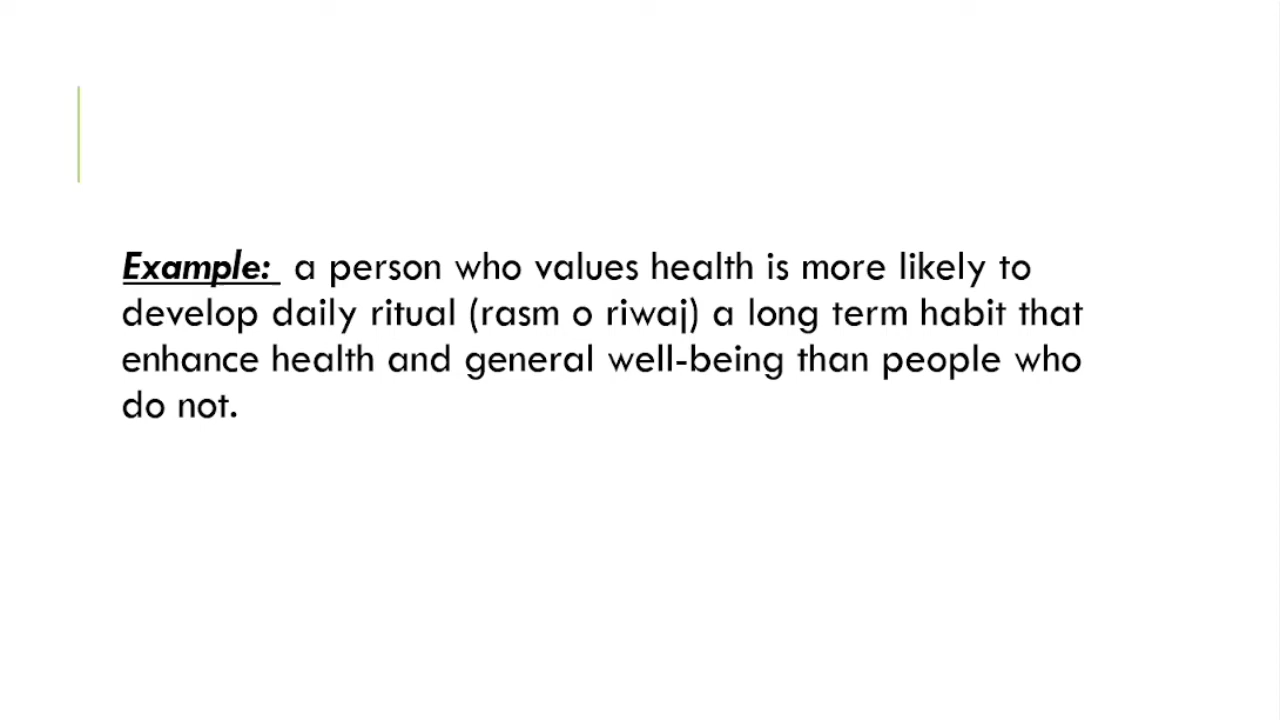 Example: a person who values health is more likely to
develop daily ritual (rasm o riwaj) a long term habit that
enhance health and general well-being than people who
do not.